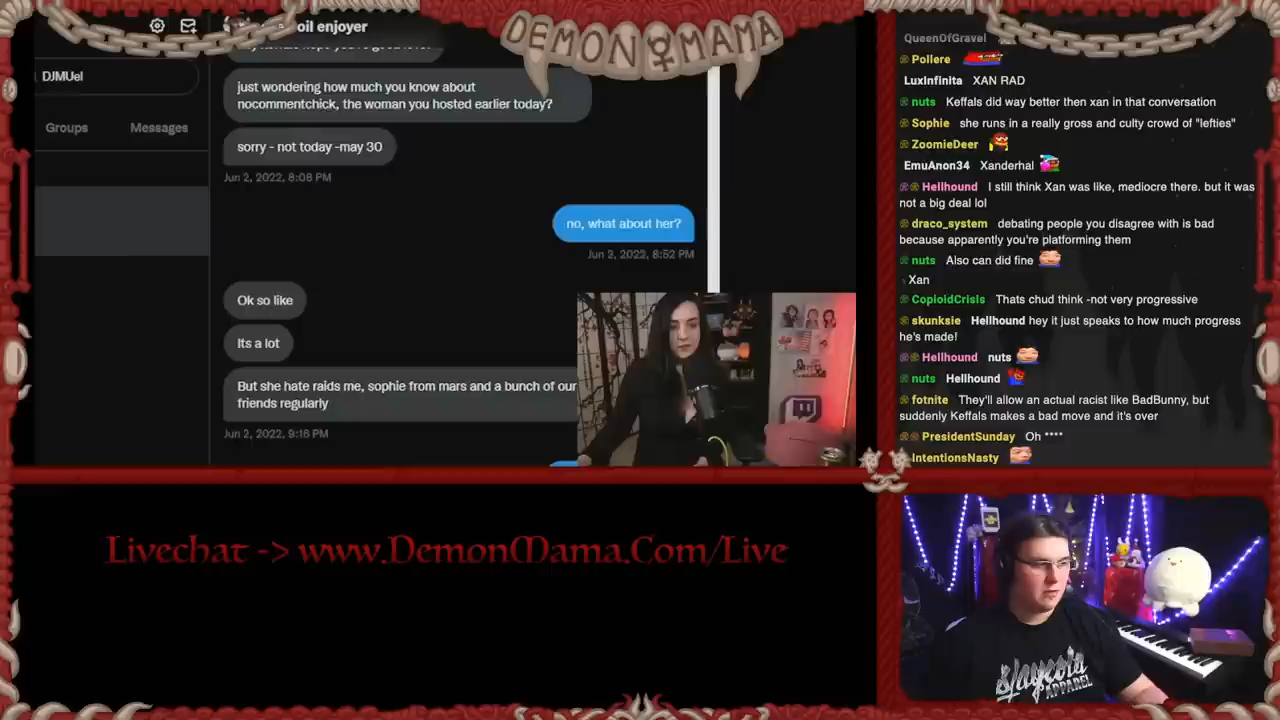 oil enjoyer
DEMON MAMA
DJMUel
Groups
Messages
just wondering how much you know about
nocommentchick, the woman you hosted earlier today?
sorry - not today -may 30
Jun 2, 2022, 8:08 PM
no, what about her?
Jun 2, 2022, 8:52 PM
Ok so like
Its a lot
But she hate raids me, sophie from mars and a bunch of our
friends regularly
Jun 2, 2022, 9:16 PM
QueenOfGravel
Pollere
LuxInfinita XAN RAD
nuts Keffals did way better then xan in that conversation
Sophie she runs in a really gross and culty crowd of "lefties"
ZoomieDeer
EmuAnon34 Xanderhal
Hellhound I still think Xan was like, mediocre there. but it was
not a big deal lol
draco_system debating people you disagree with is bad
because apparently you're platforming them
nuts Also can did fine
Xan
CopioidCrisis Thats chud think -not very progressive
skunksie Hellhound hey it just speaks to how much progress
he's made!
Hellhound nuts
nuts Hellhound
fotnite They'll allow an actual racist like BadBunny, but
suddenly Keffals makes a bad move and it's over
PresidentSunday Oh ****
IntentionsNasty
Livechat -> www.DemonMama.Com/Live
slaycoin
APPAREL